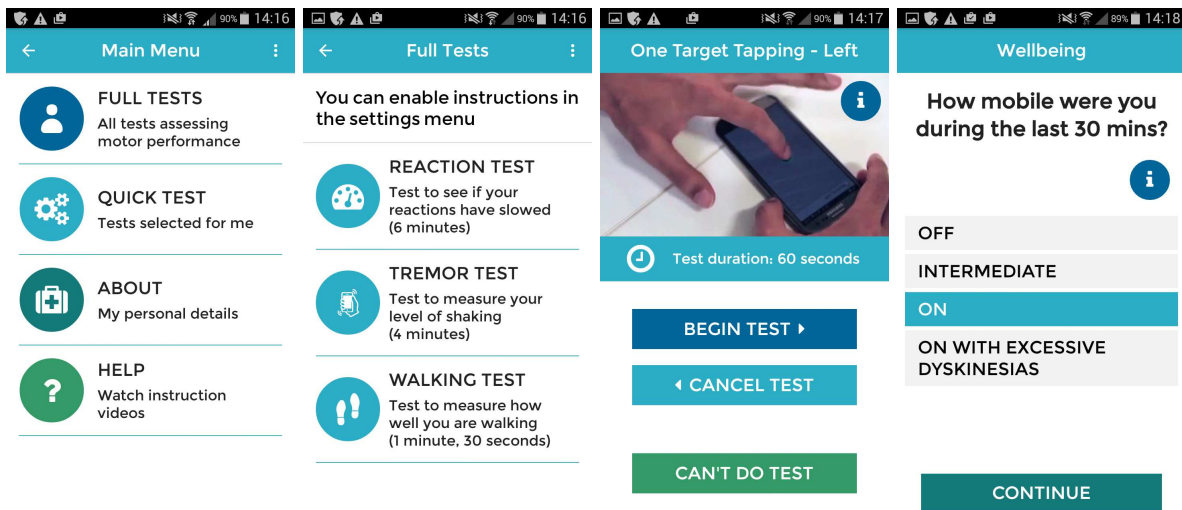 90% 14:16
Main Menu
FULL TESTS
All tests assessing
motor performance
QUICK TEST
Tests selected for me
ABOUT
My personal details
HELP
Watch instruction
videos
90% 14:16
Full Tests
You can enable instructions in
the settings menu
REACTION TEST
Test to see if your
reactions have slowed
(6 minutes)
TREMOR TEST
Test to measure your
level of shaking
(4 minutes)
WALKING TEST
Test to measure how
well you are walking
(1 minute, 30 seconds)
90% 14:17
One Target Tapping - Left
Test duration: 60 seconds
BEGIN TEST
CANCEL TEST
CAN'T DO TEST
89% 14:18
Wellbeing
How mobile were you
during the last 30 mins?
OFF
INTERMEDIATE
ON
ON WITH EXCESSIVE
DYSKINESIAS
CONTINUE